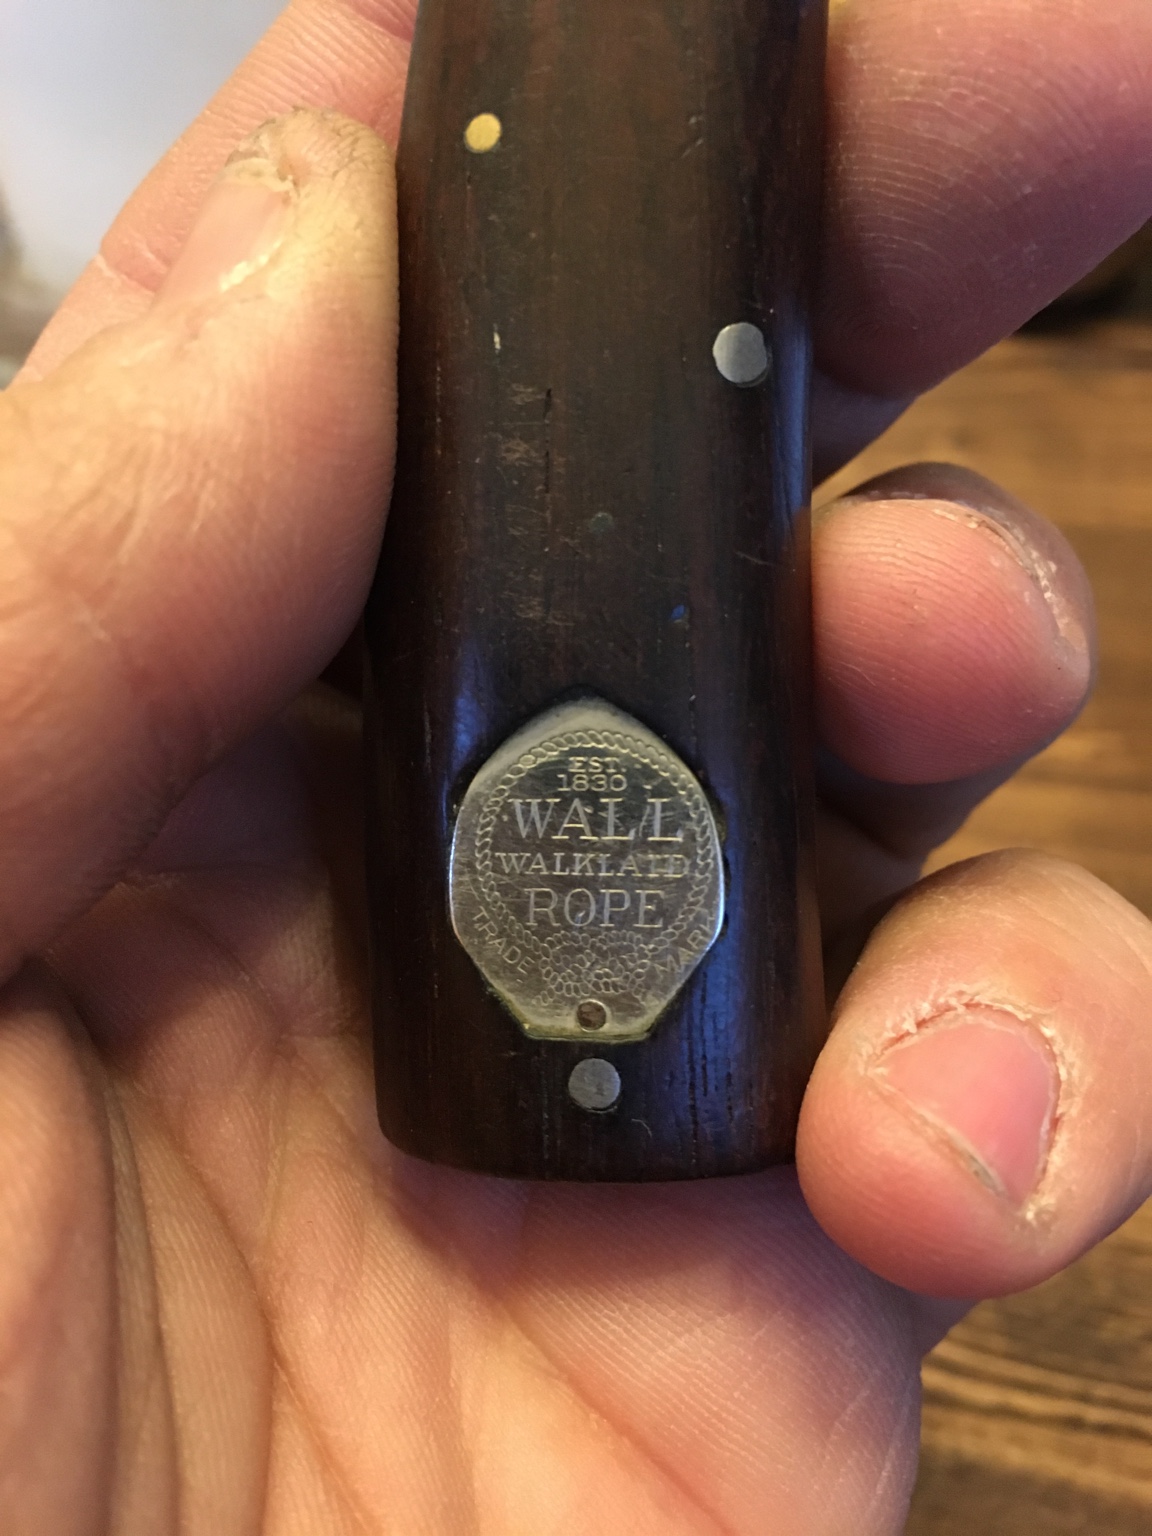 EST.
1830
WALL
WALKLAID
ROPE
TRADE MARK